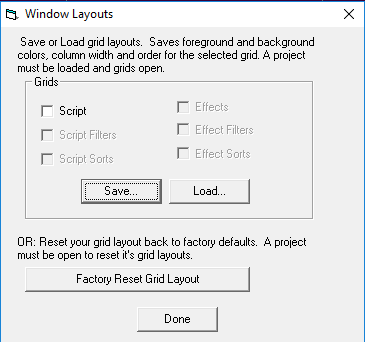 Window Layouts
Save or Load grid layouts.  Saves foreground and background
colors, column width and order for the selected grid. A project
must be loaded and grids open.
Grids
Script
Effects
Script Filters
Effect Filters
Script Sorts
Effect Sorts
Save...
Load...
OR: Reset your grid layout back to factory defaults.  A project
must be open to reset it's grid layouts.
Factory Reset Grid Layout
Done